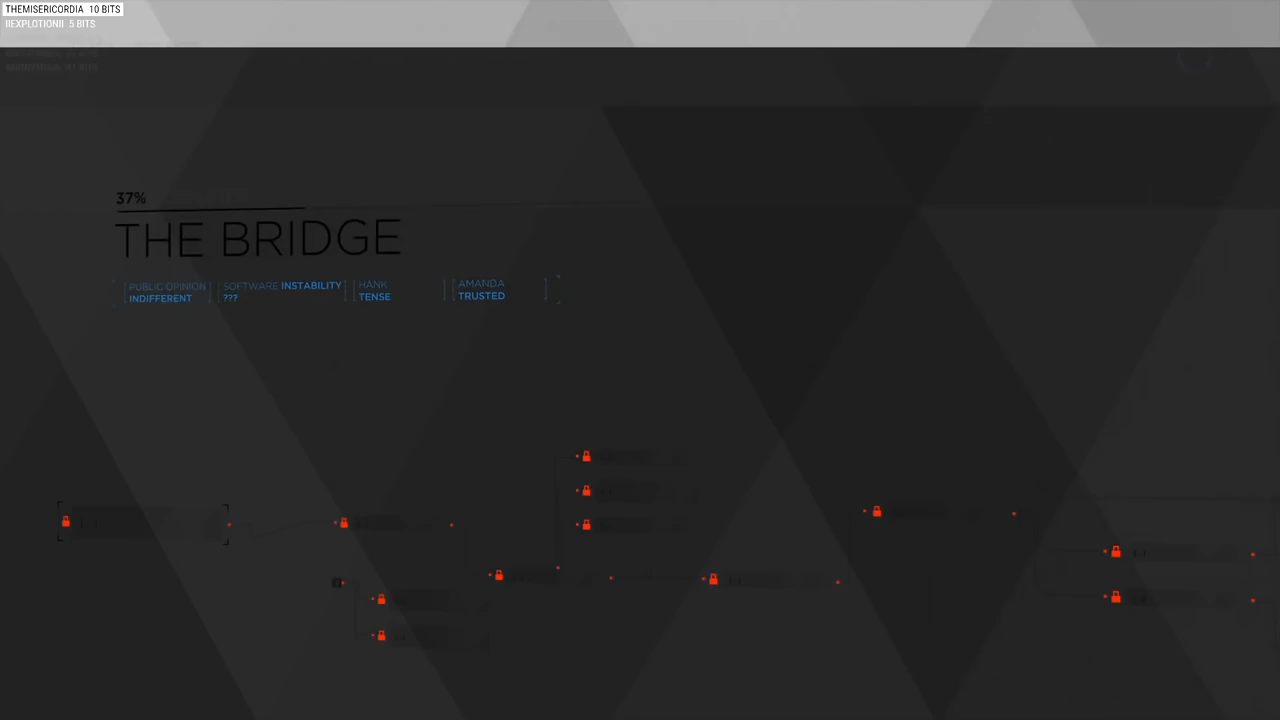 THEMISERICORDIA 10 BITS
IIEXPLOTIONII 5 BITS
37%
THE BRIDGE
PUBLIC OPINION SOFTWARE INSTABILITY HANK AMANDA
INDIFFERENT ??? TENSE TRUSTED